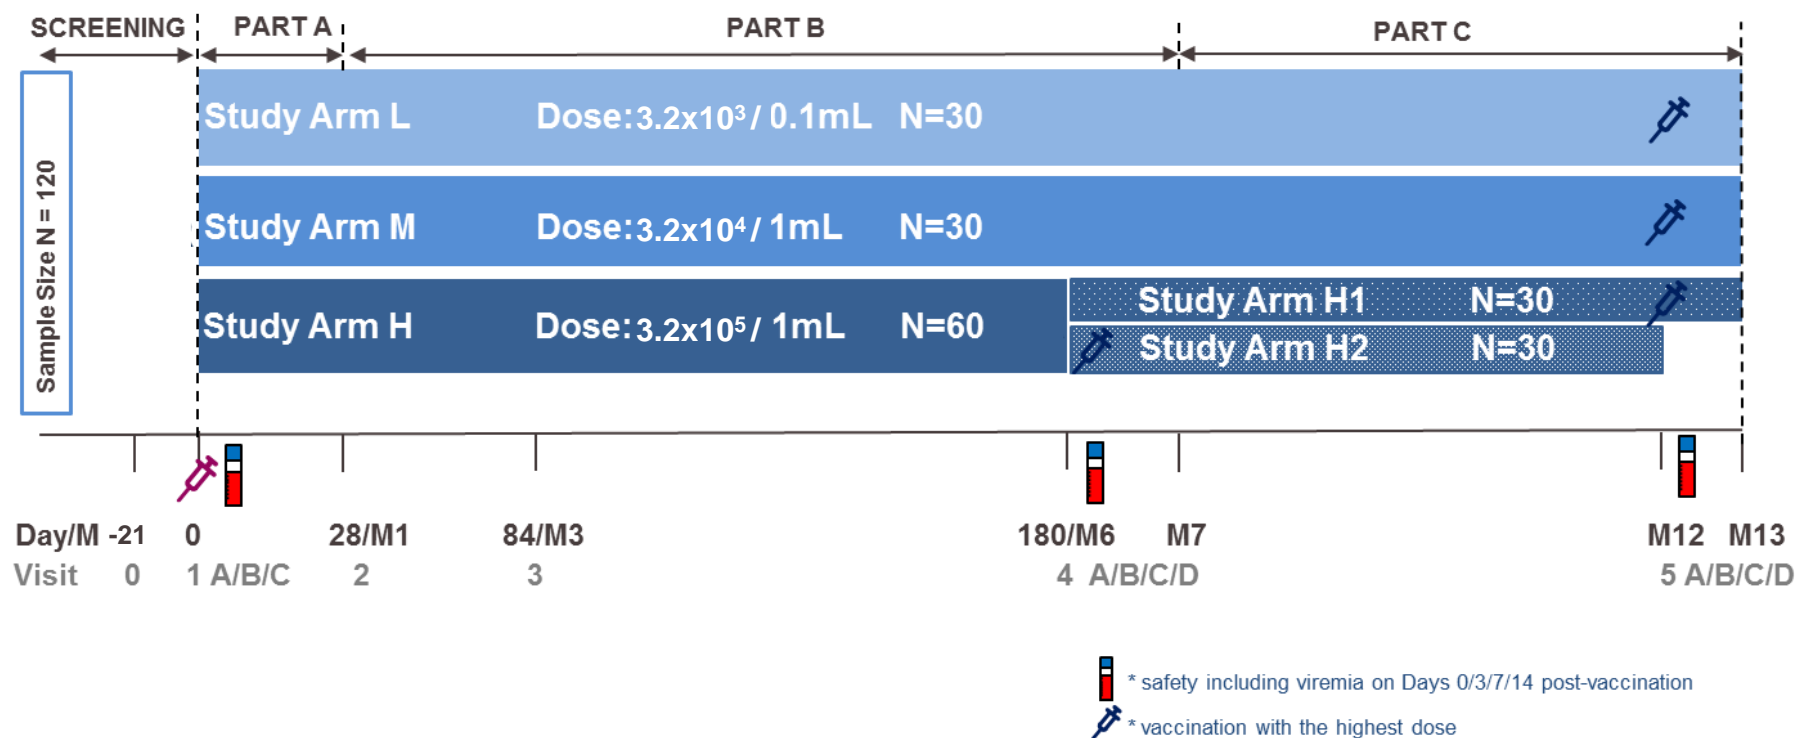 SCREENING PART A PART B PART C
Sample Size N = 120
Study Arm L Dose: 3.2x10³ / 0.1mL N=30
Study Arm M Dose: 3.2x10⁴ / 1mL N=30
Study Arm H Dose: 3.2x10⁵ / 1mL N=60
Study Arm H1 N=30
Study Arm H2 N=30
Day/M -21 0 28/M1 84/M3 180/M6 M7 M12 M13
Visit 0 1 A/B/C 2 3 4 A/B/C/D 5 A/B/C/D
* safety including viremia on Days 0/3/7/14 post-vaccination
* vaccination with the highest dose